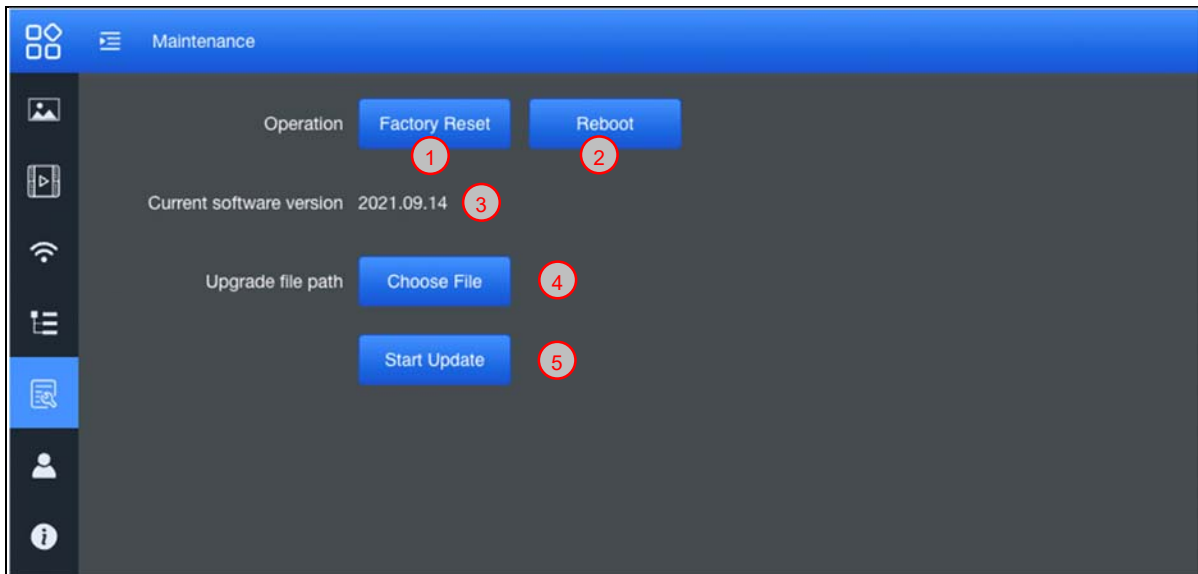 Maintenance
Operation Factory Reset Reboot
1 2
Current software version 2021.09.14 3
Upgrade file path Choose File 4
Start Update 5